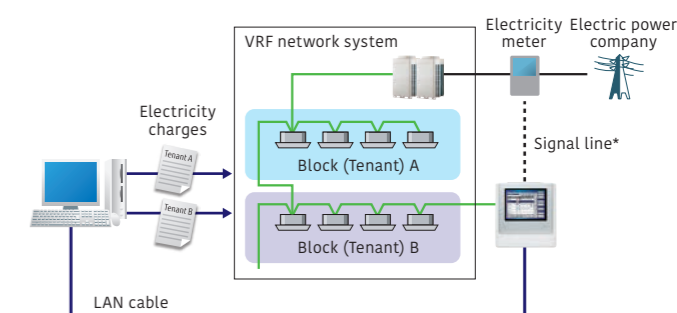 Electricity
meter
Electric power
company
VRF network system
Electricity
charges
Tenant A
Block (Tenant) A
Signal line*
Tenant B
Block (Tenant) B
LAN cable